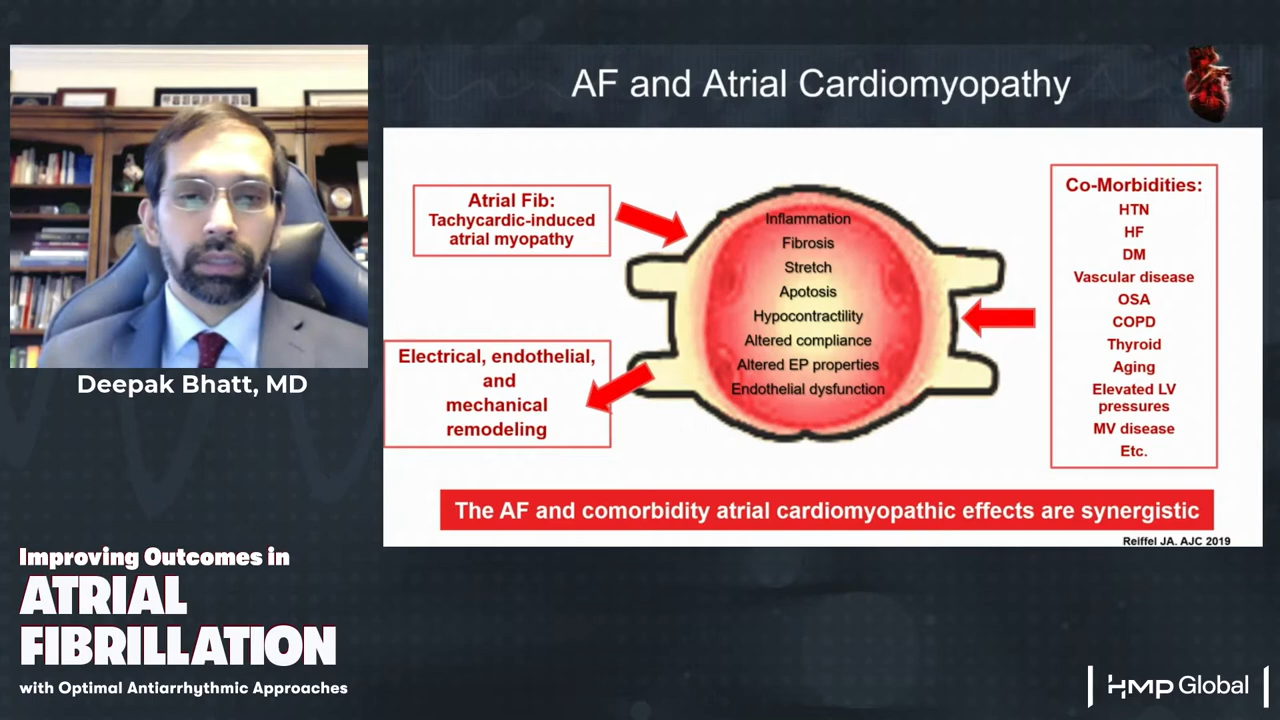 AF and Atrial Cardiomyopathy
Deepak Bhatt, MD
Atrial Fib:
Tachycardic-induced
atrial myopathy
Electrical, endothelial,
and
mechanical
remodeling
Inflammation
Fibrosis
Stretch
Apotosis
Hypocontractility
Altered compliance
Altered EP properties
Endothelial dysfunction
Co-Morbidities:
HTN
HF
DM
Vascular disease
OSA
COPD
Thyroid
Aging
Elevated LV
pressures
MV disease
Etc.
The AF and comorbidity atrial cardiomyopathic effects are synergistic
Reiffel JA. AJC 2019
Improving Outcomes in
ATRIAL
FIBRILLATION
with Optimal Antiarrhythmic Approaches
HMP Global